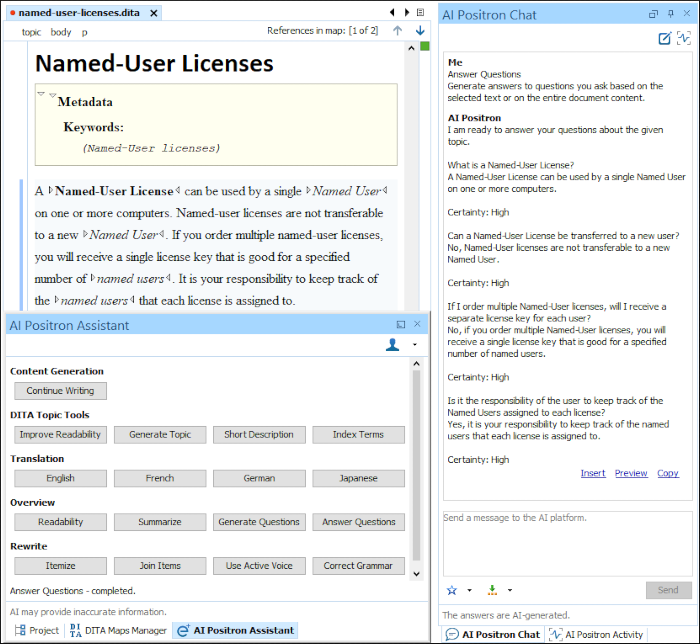 named-user-licenses.dita
topic body p
References in map: [1 of 2]
Named-User Licenses
Metadata
Keywords:
(Named-User licenses)
A Named-User License can be used by a single Named User
on one or more computers. Named-user licenses are not transferable
to a new Named User. If you order multiple named-user licenses,
you will receive a single license key that is good for a specified
number of named users. It is your responsibility to keep track of
the named users that each license is assigned to.
AI Positron Assistant
Content Generation
Continue Writing
DITA Topic Tools
Improve Readability
Generate Topic
Short Description
Index Terms
Translation
English
French
German
Japanese
Overview
Readability
Summarize
Generate Questions
Answer Questions
Rewrite
Itemize
Join Items
Use Active Voice
Correct Grammar
Answer Questions - completed.
AI may provide inaccurate information.
Project
DITA
DITA Maps Manager
AI Positron Assistant
AI Positron Chat
Me
Answer Questions
Generate answers to questions you ask based on the
selected text or on the entire document content.
AI Positron
I am ready to answer your questions about the given
topic.
What is a Named-User License?
A Named-User License can be used by a single Named User
on one or more computers.
Certainty: High
Can a Named-User License be transferred to a new user?
No, Named-User licenses are not transferable to a new
Named User.
Certainty: High
If I order multiple Named-User licenses, will I receive a
separate license key for each user?
No, if you order multiple Named-User licenses, you will
receive a single license key that is good for a specified
number of named users.
Certainty: High
Is it the responsibility of the user to keep track of the
Named Users assigned to each license?
Yes, it is your responsibility to keep track of the named
users that each license is assigned to.
Certainty: High
Insert Preview Copy
Send a message to the AI platform.
Send
The answers are AI-generated.
AI Positron Chat
AI Positron Activity